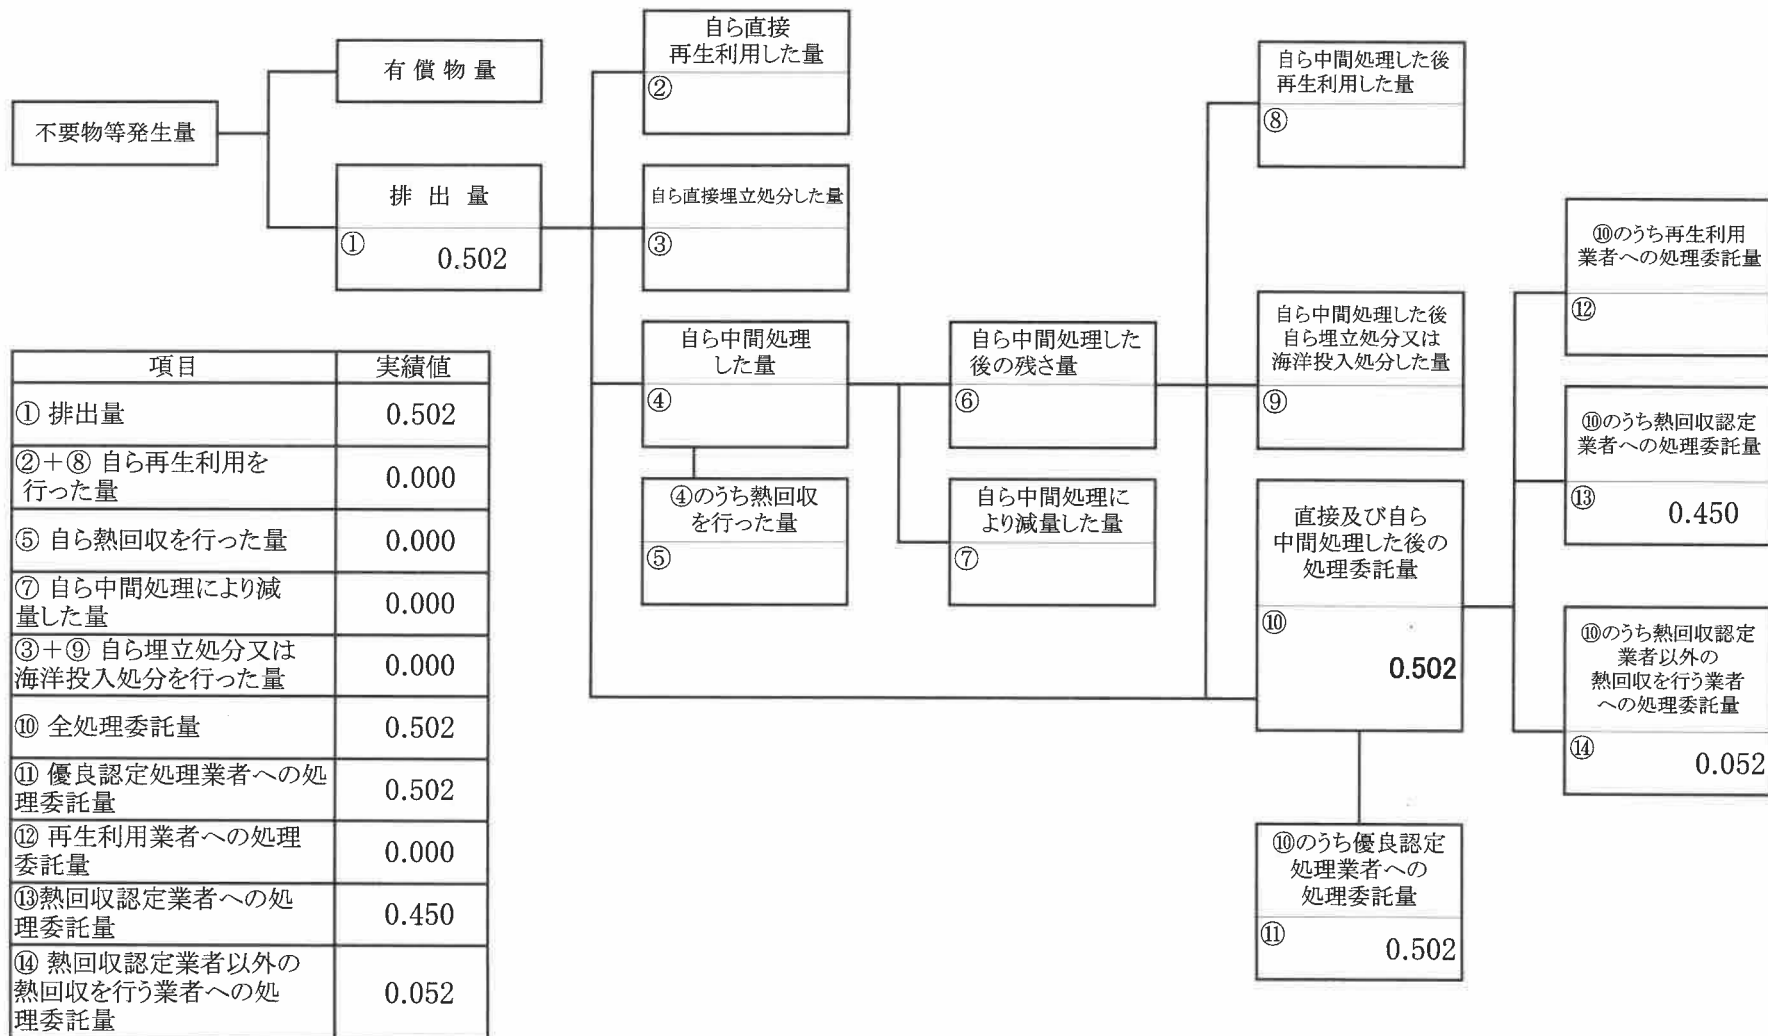 不要物等発生量
有償物量
排出量
①
0.502
自ら直接
再生利用した量
②
自ら直接埋立処分した量
③
自ら中間処理
した量
④
④のうち熱回収
を行った量
⑤
自ら中間処理した
後の残さ量
⑥
自ら中間処理に
より減量した量
⑦
自ら中間処理した後
再生利用した量
⑧
自ら中間処理した後
自ら埋立処分又は
海洋投入処分した量
⑨
直接及び自ら
中間処理した後の
処理委託量
⑩
0.502
⑩のうち優良認定
処理業者への
処理委託量
⑪
0.502
⑩のうち再生利用
業者への処理委託量
⑫
⑩のうち熱回収認定
業者への処理委託量
⑬
0.450
⑩のうち熱回収認定
業者以外の
熱回収を行う業者
への処理委託量
⑭
0.052
項目 実績値
① 排出量 0.502
②+⑧ 自ら再生利用を
行った量 0.000
⑤ 自ら熱回収を行った量 0.000
⑦ 自ら中間処理により減
量した量 0.000
③+⑨ 自ら埋立処分又は
海洋投入処分を行った量 0.000
⑩ 全処理委託量 0.502
⑪ 優良認定処理業者への処
理委託量 0.502
⑫ 再生利用業者への処理
委託量 0.000
⑬熱回収認定業者への処
理委託量 0.450
⑭ 熱回収認定業者以外の
熱回収を行う業者への処
理委託量 0.052